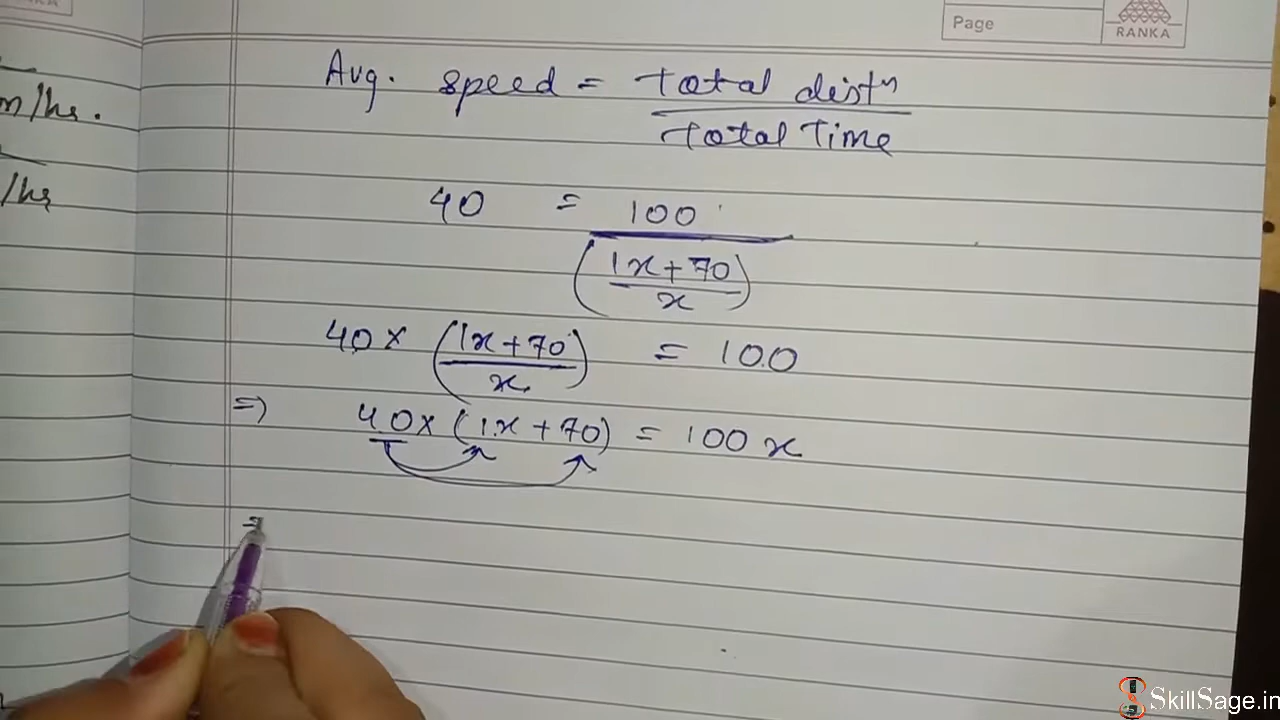 Page
RANKA
m/hr.
/hr
Avg. speed = Total distⁿ
Total Time
40 = 100
(1x+70)
x
40 × (1x+70) = 100
x
=) 40 × (1x + 70) = 100 x
=
SkillSage.in